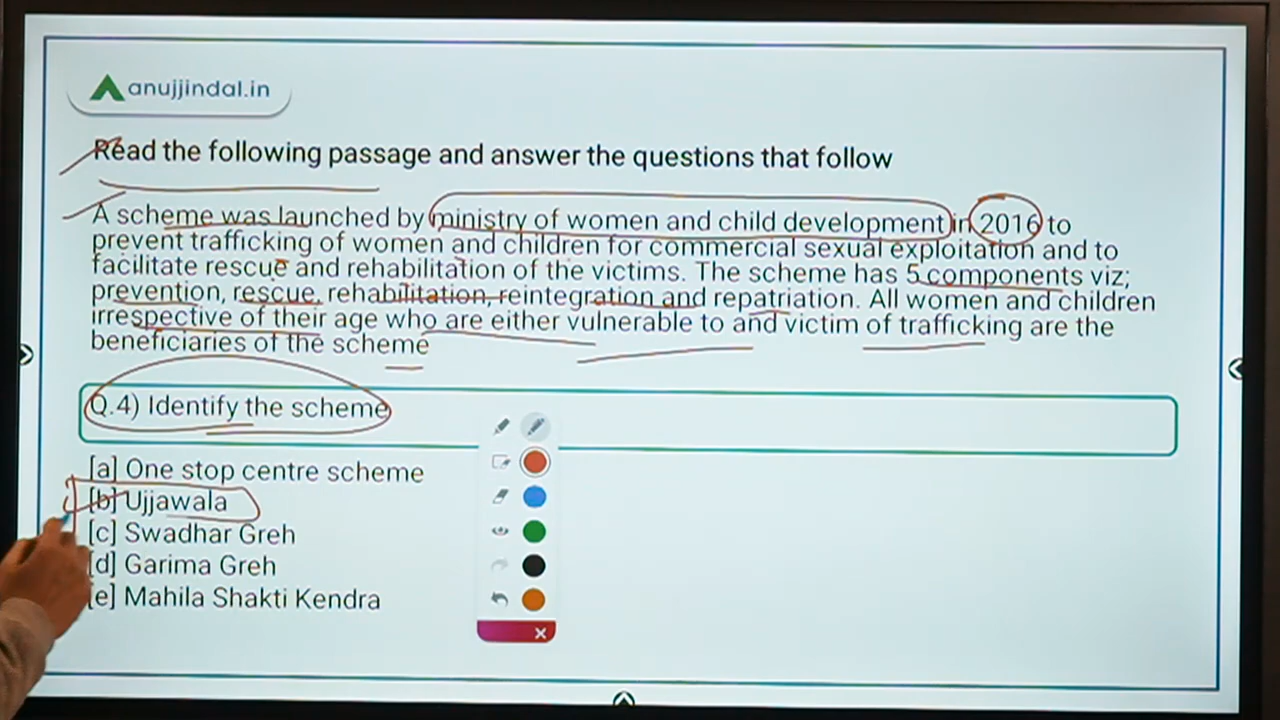 anujjindal.in
Read the following passage and answer the questions that follow
A scheme was launched by ministry of women and child development in 2016 to
prevent trafficking of women and children for commercial sexual exploitation and to
facilitate rescue and rehabilitation of the victims. The scheme has 5 components viz;
prevention, rescue, rehabilitation, reintegration and repatriation. All women and children
irrespective of their age who are either vulnerable to and victim of trafficking are the
beneficiaries of the scheme
Q.4) Identify the scheme
[a] One stop centre scheme
[b] Ujjawala
[c] Swadhar Greh
[d] Garima Greh
[e] Mahila Shakti Kendra